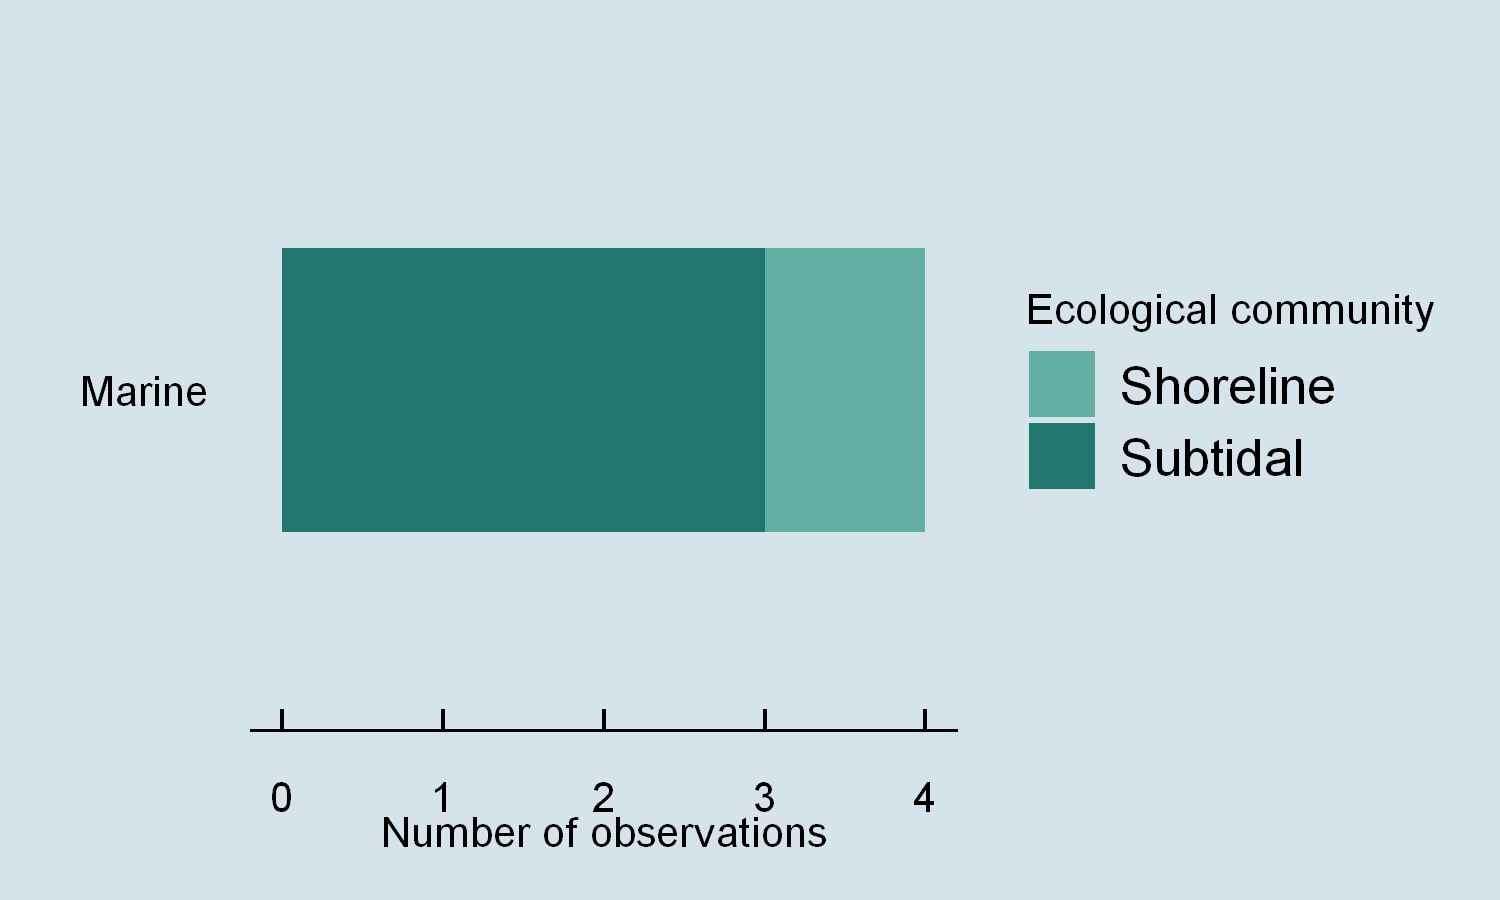 Marine
Ecological community
Shoreline
Subtidal
0 1 2 3 4
Number of observations